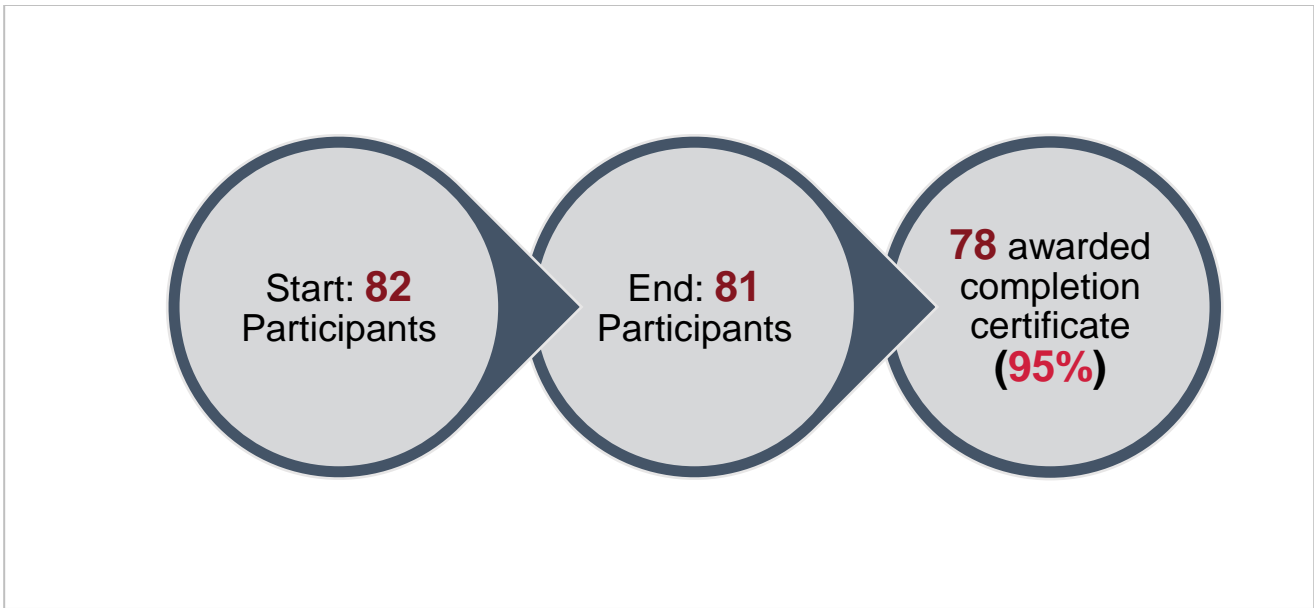 Start: 82
Participants
End: 81
Participants
78 awarded
completion
certificate
(95%)